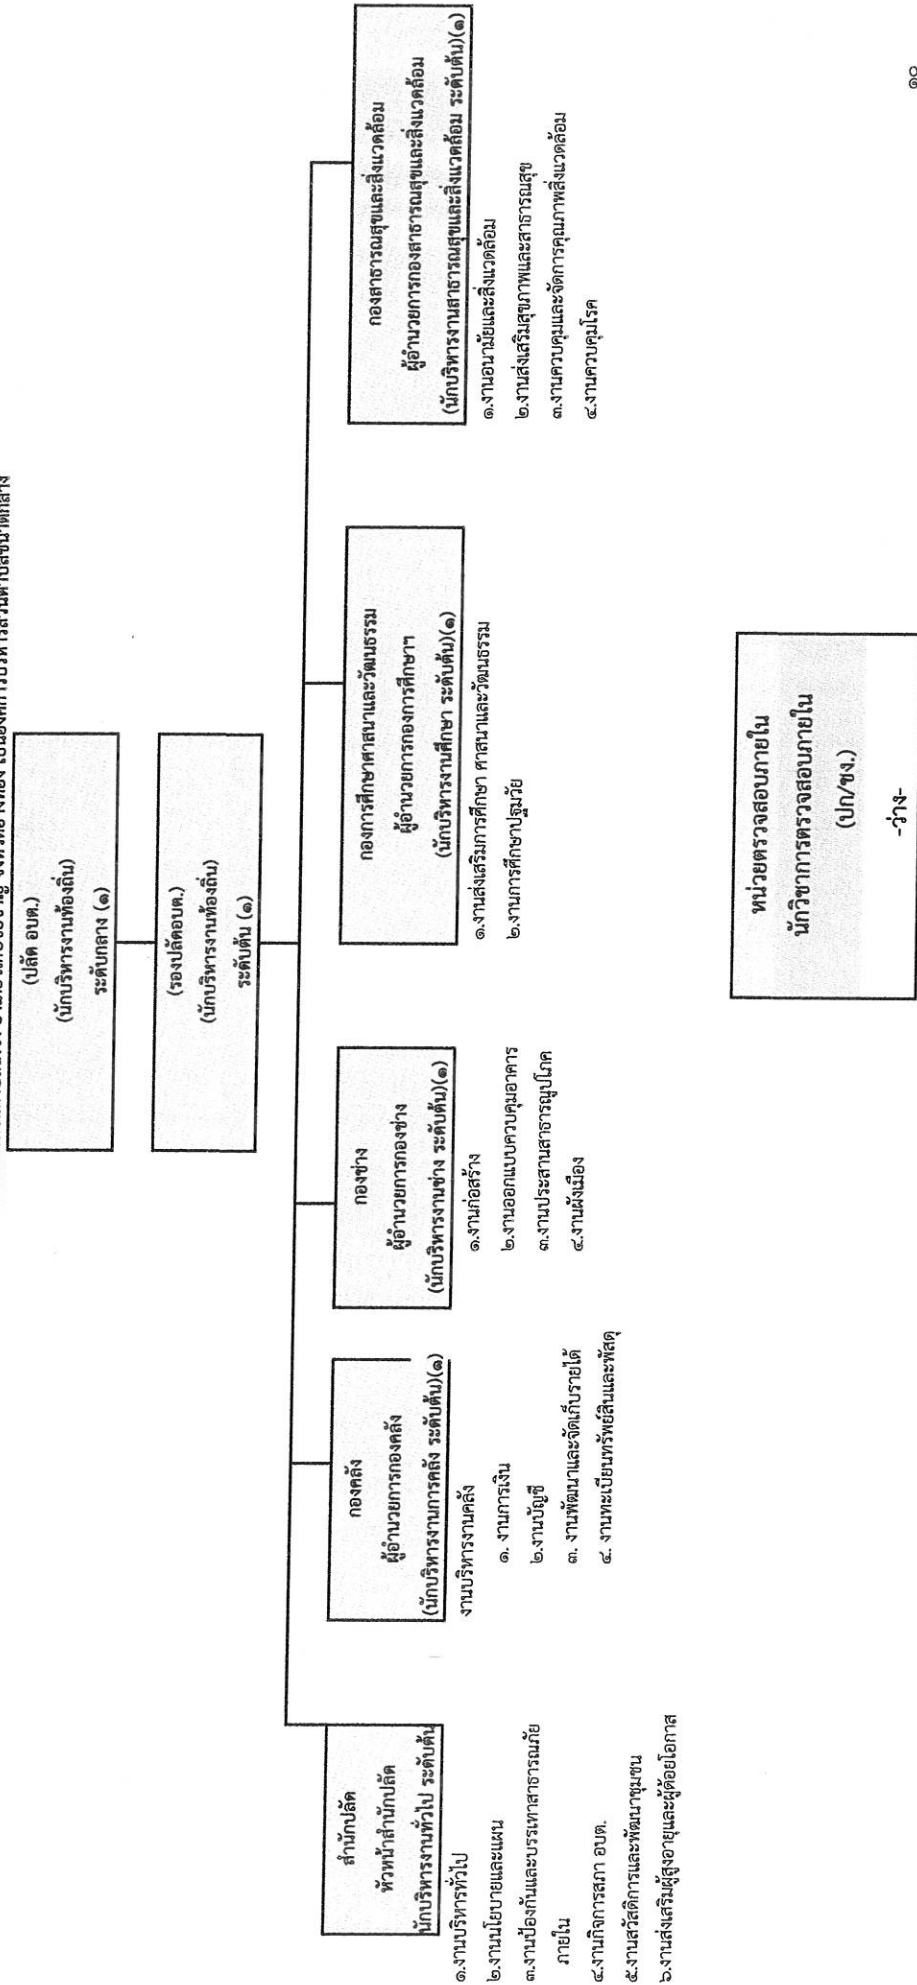 (ปลัด อบต.)
(นักบริหารงานท้องถิ่น)
ระดับกลาง (๑)
(รองปลัดอบต.)
(นักบริหารงานท้องถิ่น)
ระดับต้น (๑)
สำนักปลัด
หัวหน้าสำนักปลัด
นักบริหารงานทั่วไป ระดับต้น
๑.งานบริหารทั่วไป
๒.งานนโยบายและแผน
๓.งานป้องกันและบรรเทาสาธารณภัย
ภายใน
๔.งานกิจการสภา อบต.
๕.งานสวัสดิการและพัฒนาชุมชน
๖.งานส่งเสริมผู้สูงอายุและผู้ด้อยโอกาส
กองคลัง
ผู้อำนวยการกองคลัง
(นักบริหารงานการคลัง ระดับต้น)(๑)
งานบริหารงานคลัง
๑. งานการเงิน
๒.งานบัญชี
๓. งานพัฒนาและจัดเก็บรายได้
๔. งานทะเบียนทรัพย์สินและพัสดุ
กองช่าง
ผู้อำนวยการกองช่าง
(นักบริหารงานช่าง ระดับต้น)(๑)
๑.งานก่อสร้าง
๒.งานออกแบบควบคุมอาคาร
๓.งานประสานสาธารณูปโภค
๔.งานผังเมือง
กองการศึกษาศาสนาและวัฒนธรรม
ผู้อำนวยการกองการศึกษาฯ
(นักบริหารงานศึกษา ระดับต้น)(๑)
๑.งานส่งเสริมการศึกษา ศาสนาและวัฒนธรรม
๒.งานการศึกษาปฐมวัย
กองสาธารณสุขและสิ่งแวดล้อม
ผู้อำนวยการกองสาธารณสุขและสิ่งแวดล้อม
(นักบริหารงานสาธารณสุขและสิ่งแวดล้อม ระดับต้น)(๑)
๑.งานอนามัยและสิ่งแวดล้อม
๒.งานส่งเสริมสุขภาพและสาธารณสุข
๓.งานควบคุมและจัดการคุณภาพสิ่งแวดล้อม
๔.งานควบคุมโรค
หน่วยตรวจสอบภายใน
นักวิชาการตรวจสอบภายใน
(ปก/ชง.)
-ว่าง-
๑๐